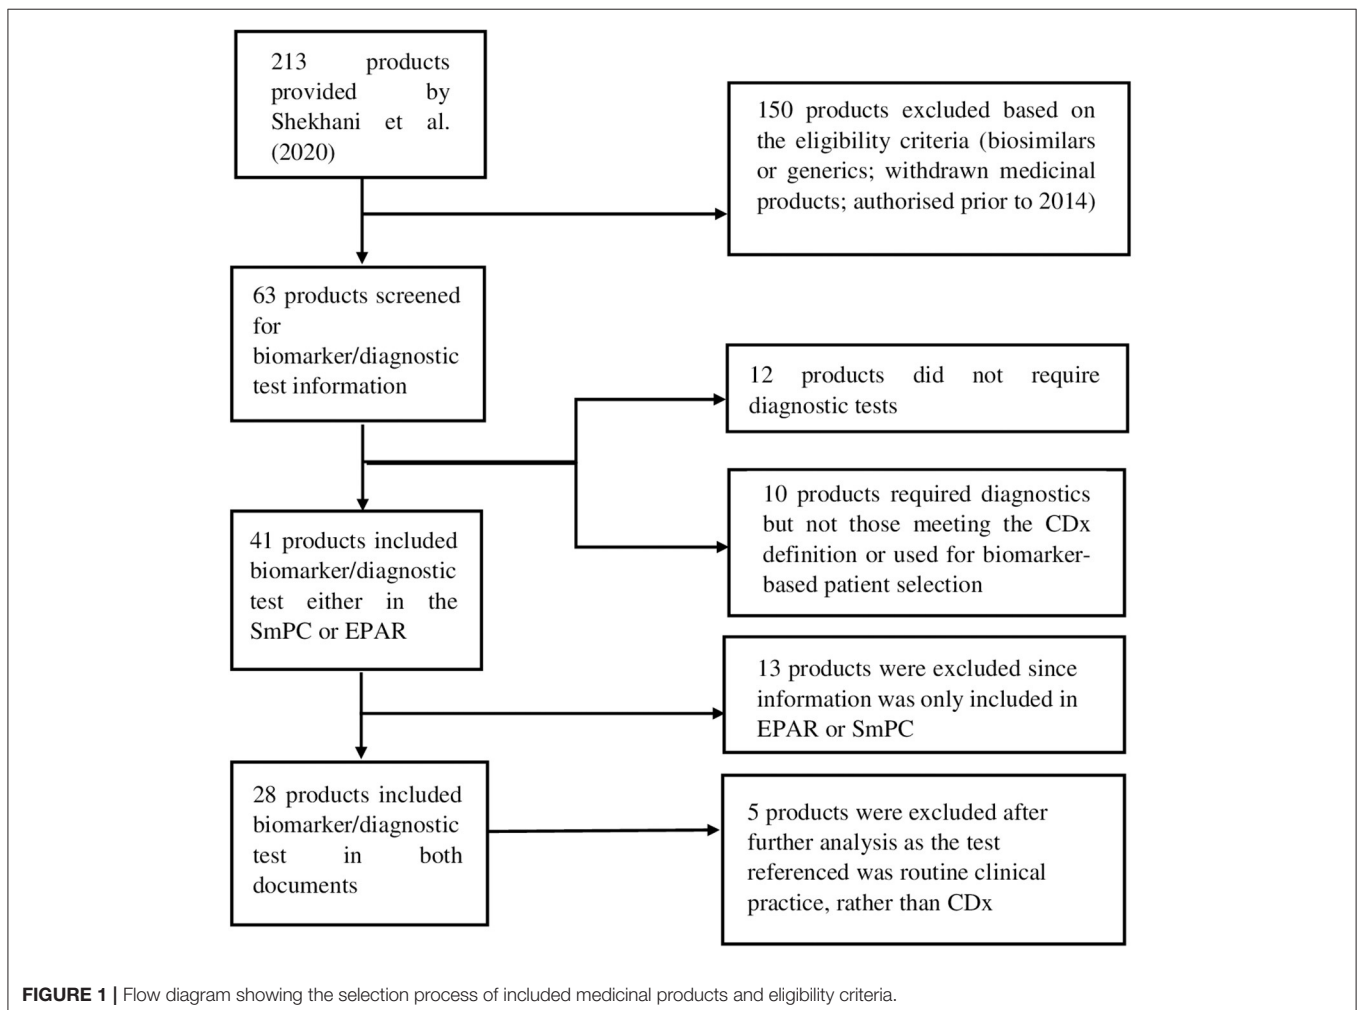 213 products
provided by
Shekhani et al.
(2020)
150 products excluded based on
the eligibility criteria (biosimilars
or generics; withdrawn medicinal
products; authorised prior to 2014)
63 products screened
for
biomarker/diagnostic
test information
12 products did not require
diagnostic tests
10 products required diagnostics
but not those meeting the CDx
definition or used for biomarker-
based patient selection
41 products included
biomarker/diagnostic
test either in the
SmPC or EPAR
13 products were excluded since
information was only included in
EPAR or SmPC
28 products included
biomarker/diagnostic
test in both
documents
5 products were excluded after
further analysis as the test
referenced was routine clinical
practice, rather than CDx
FIGURE 1 | Flow diagram showing the selection process of included medicinal products and eligibility criteria.